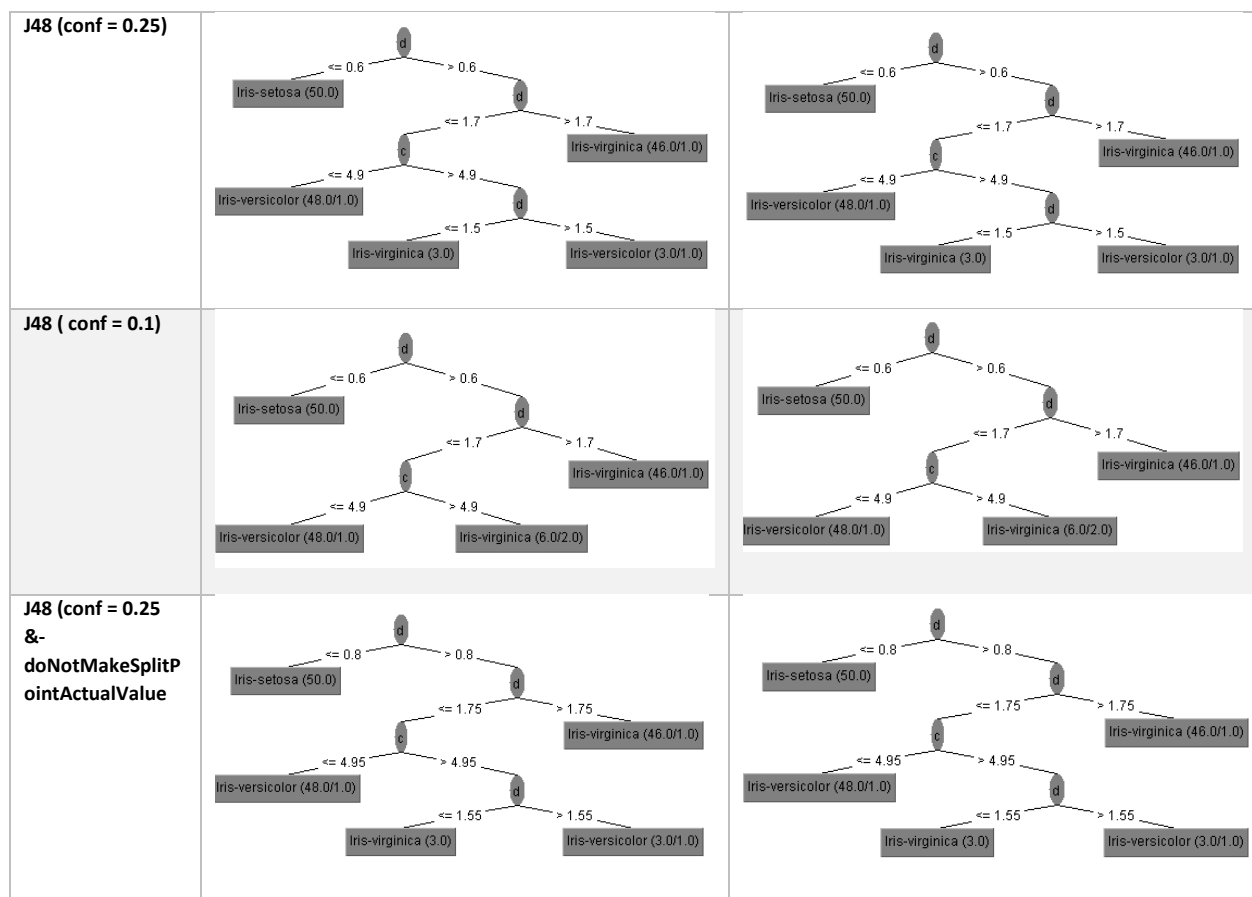 J48 (conf = 0.25)
d
<= 0.6 > 0.6
Iris-setosa (50.0)
d
<= 1.7 > 1.7
c
Iris-virginica (46.0/1.0)
<= 4.9 > 4.9
Iris-versicolor (48.0/1.0)
d
<= 1.5 > 1.5
Iris-virginica (3.0) Iris-versicolor (3.0/1.0)
d
<= 0.6 > 0.6
Iris-setosa (50.0)
d
<= 1.7 > 1.7
c
Iris-virginica (46.0/1.0)
<= 4.9 > 4.9
Iris-versicolor (48.0/1.0)
d
<= 1.5 > 1.5
Iris-virginica (3.0) Iris-versicolor (3.0/1.0)
J48 ( conf = 0.1)
d
<= 0.6 > 0.6
Iris-setosa (50.0)
d
<= 1.7 > 1.7
c
Iris-virginica (46.0/1.0)
<= 4.9 > 4.9
Iris-versicolor (48.0/1.0) Iris-virginica (6.0/2.0)
d
<= 0.6 > 0.6
Iris-setosa (50.0)
d
<= 1.7 > 1.7
c
Iris-virginica (46.0/1.0)
<= 4.9 > 4.9
Iris-versicolor (48.0/1.0) Iris-virginica (6.0/2.0)
J48 (conf = 0.25
&-
doNotMakeSplitP
ointActualValue
d
<= 0.8 > 0.8
Iris-setosa (50.0)
d
<= 1.75 > 1.75
c
Iris-virginica (46.0/1.0)
<= 4.95 > 4.95
Iris-versicolor (48.0/1.0)
d
<= 1.55 > 1.55
Iris-virginica (3.0) Iris-versicolor (3.0/1.0)
d
<= 0.8 > 0.8
Iris-setosa (50.0)
d
<= 1.75 > 1.75
c
Iris-virginica (46.0/1.0)
<= 4.95 > 4.95
Iris-versicolor (48.0/1.0)
d
<= 1.55 > 1.55
Iris-virginica (3.0) Iris-versicolor (3.0/1.0)